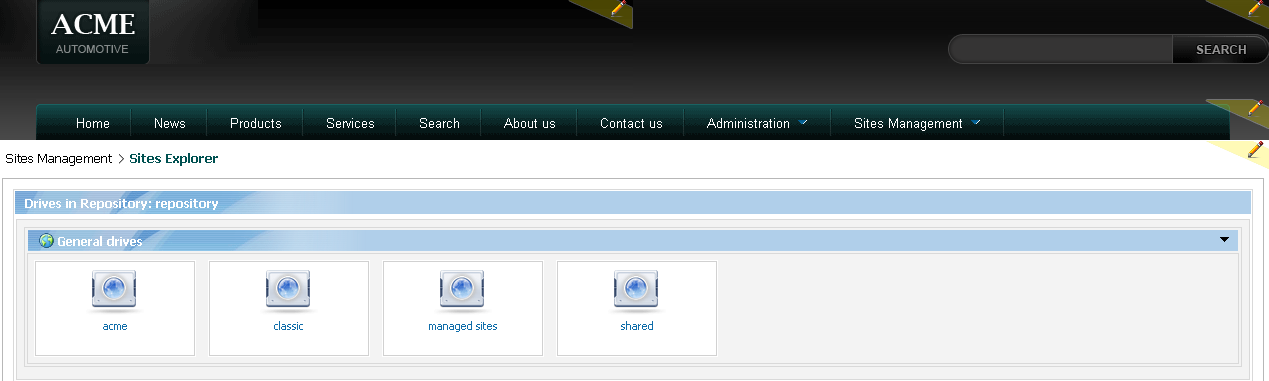 ACME
AUTOMOTIVE
SEARCH
Home News Products Services Search About us Contact us Administration Sites Management
Sites Management > Sites Explorer
Drives in Repository: repository
General drives
acme classic managed sites shared